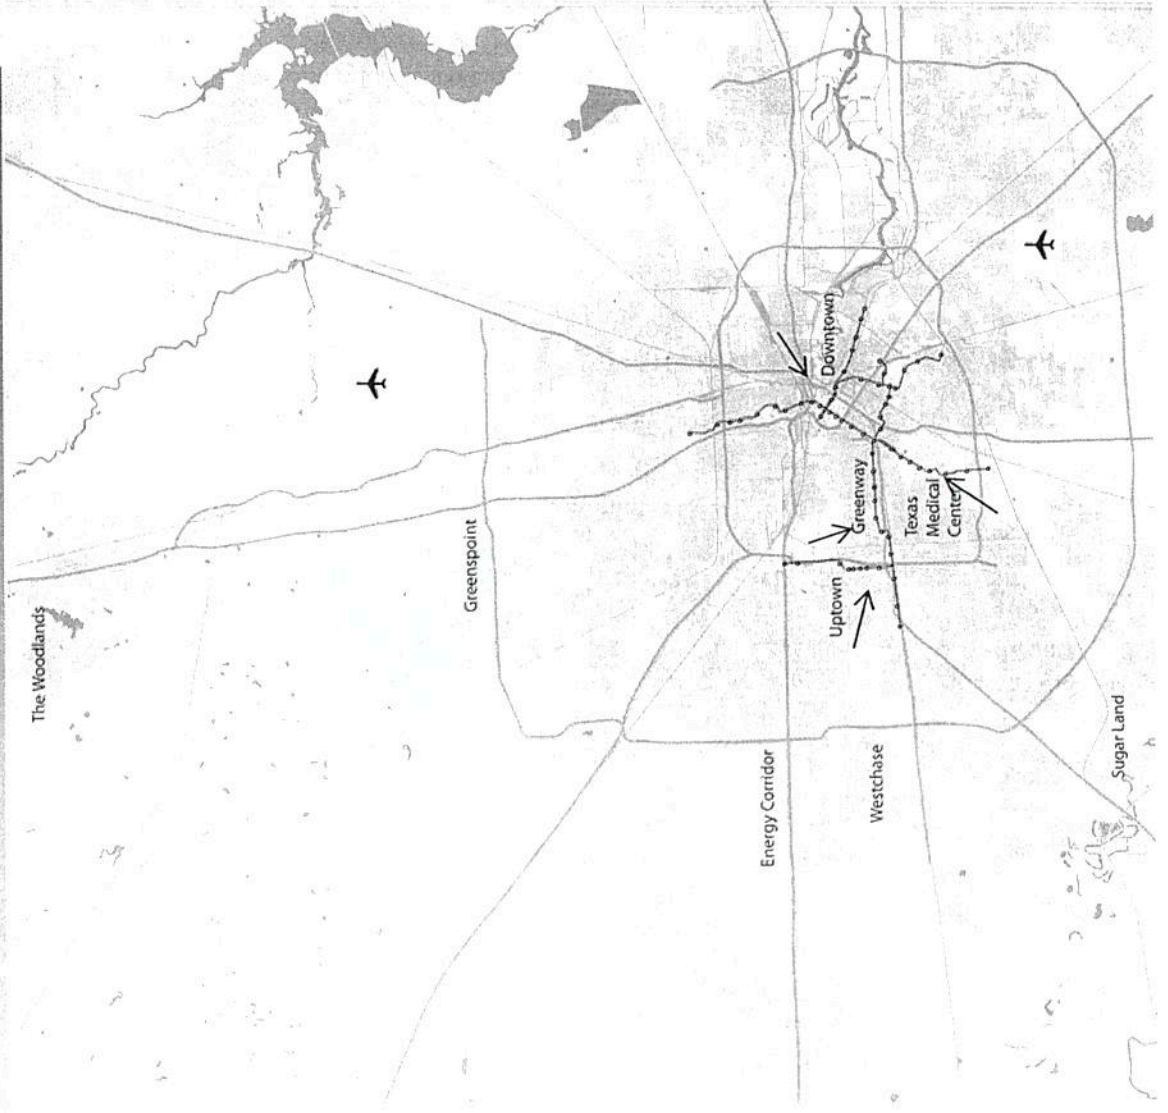 The Woodlands
Greenspoint
Energy Corridor
Uptown
Downtown
Westchase
Greenway
Texas
Medical
Center
Sugar Land